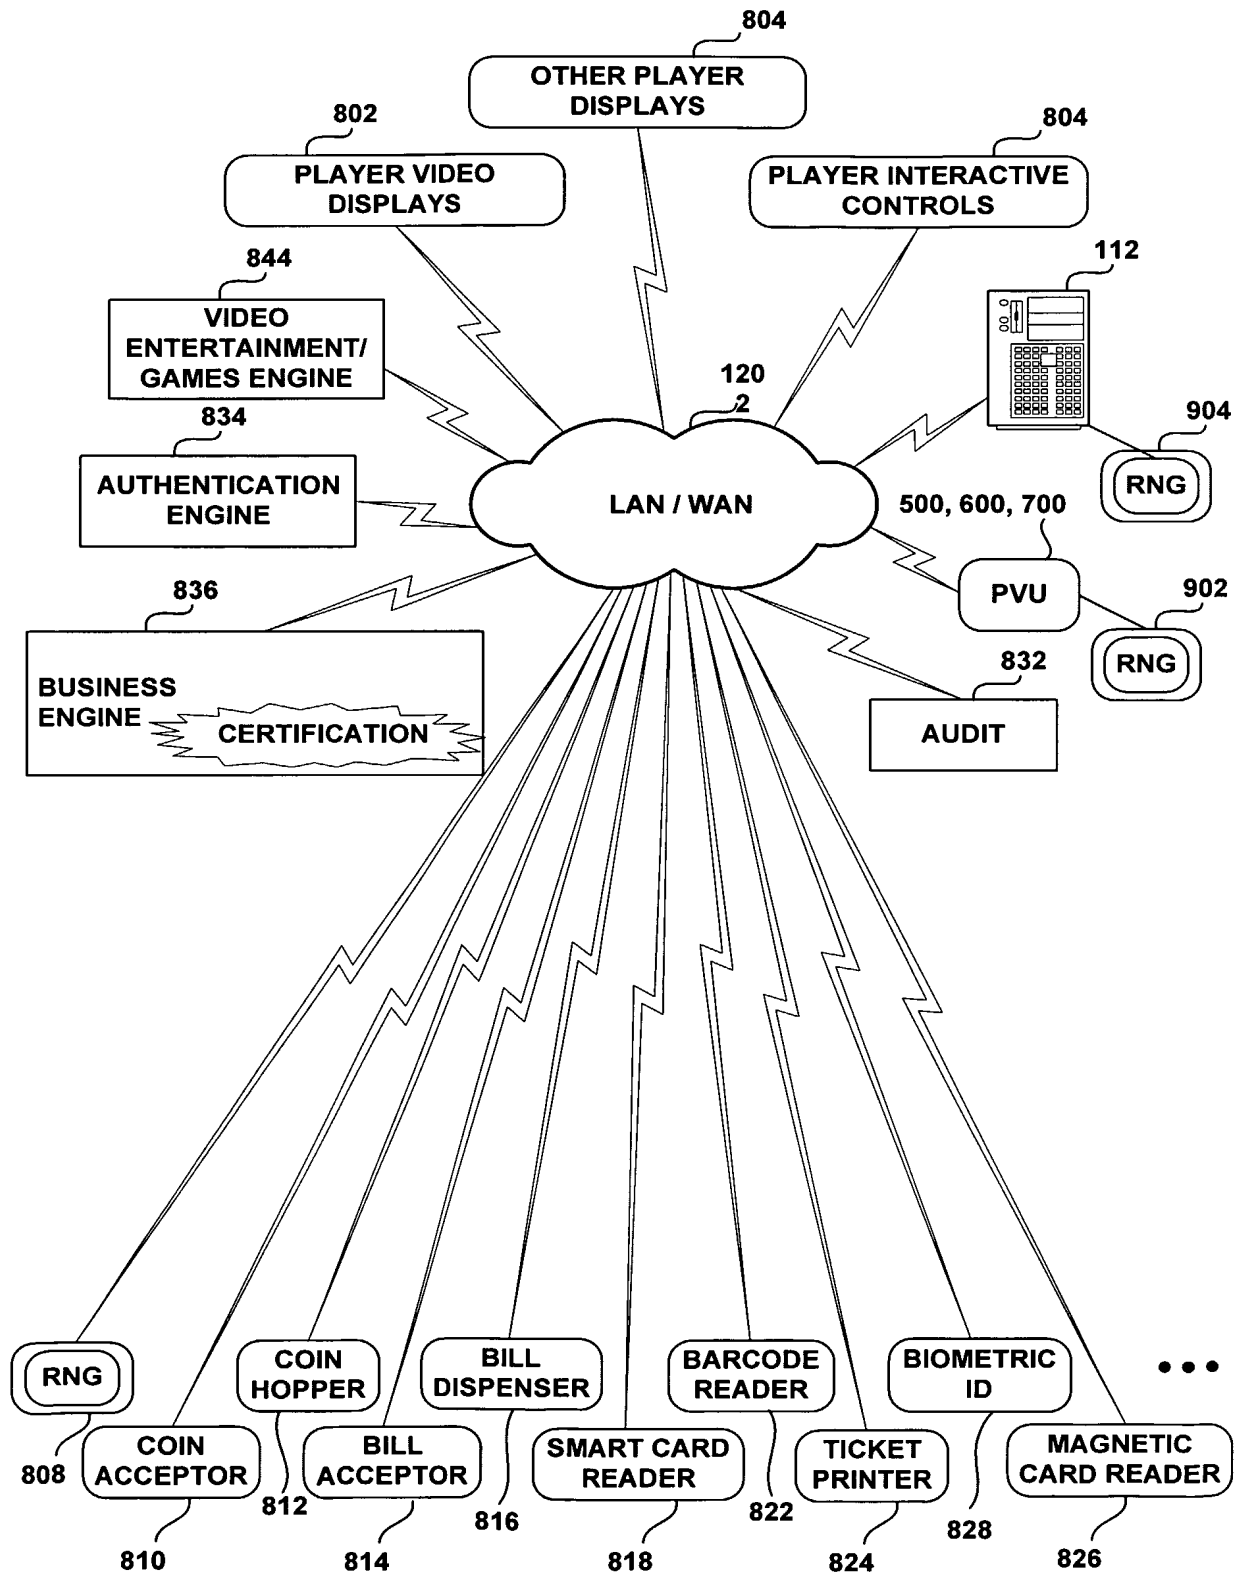 804
OTHER PLAYER
DISPLAYS
802
PLAYER VIDEO
DISPLAYS
804
PLAYER INTERACTIVE
CONTROLS
844
VIDEO
ENTERTAINMENT/
GAMES ENGINE
112
120
2
834
AUTHENTICATION
ENGINE
LAN / WAN
904
RNG
500, 600, 700
PVU
902
RNG
836
BUSINESS
ENGINE
CERTIFICATION
832
AUDIT
RNG
COIN
HOPPER
BILL
DISPENSER
BARCODE
READER
BIOMETRIC
ID
•••
808
COIN
ACCEPTOR
812
BILL
ACCEPTOR
816
SMART CARD
READER
822
TICKET
PRINTER
828
MAGNETIC
CARD READER
810
814
818
824
826